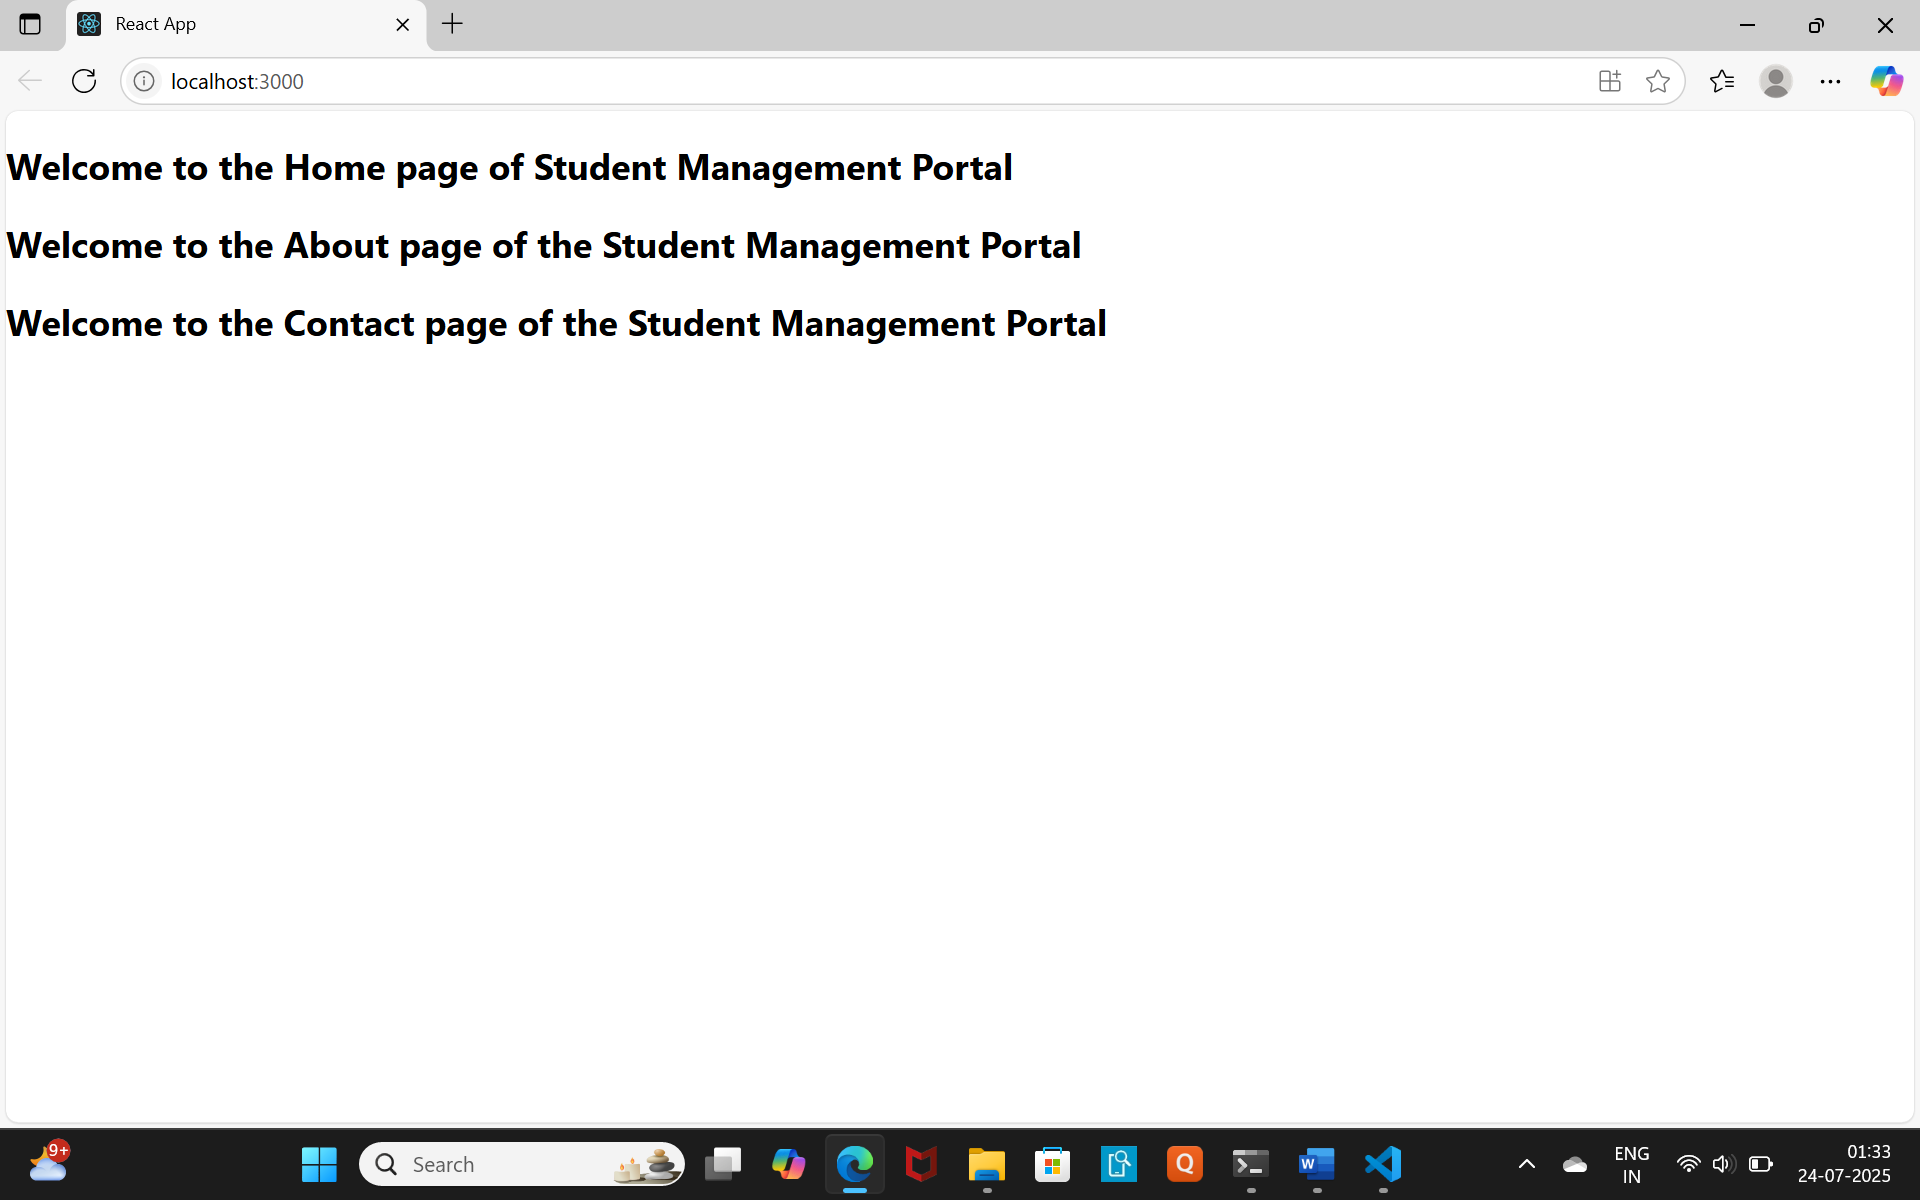 React App
localhost:3000
Welcome to the Home page of Student Management Portal
Welcome to the About page of the Student Management Portal
Welcome to the Contact page of the Student Management Portal
9+
Search
Q
W
ENG
IN
01:33
24-07-2025